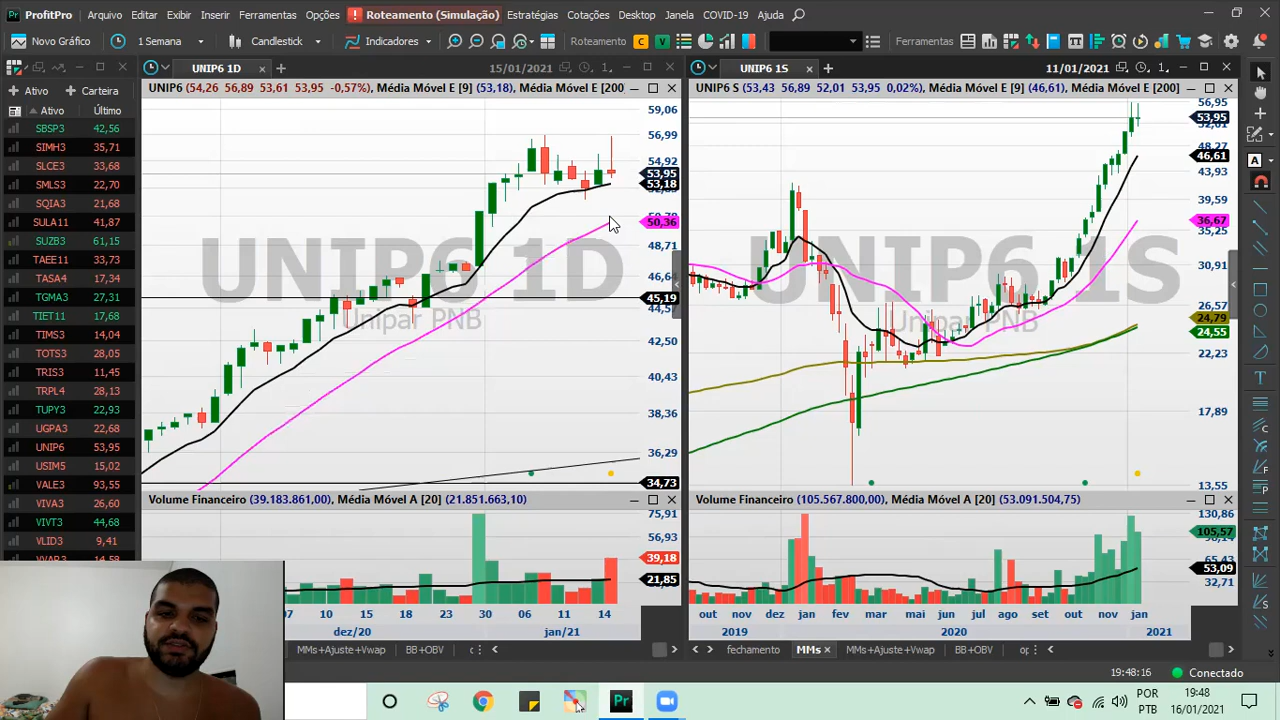 ProfitPro Arquivo Editar Exibir Inserir Ferramentas Opções Roteamento (Simulação) Estratégias Cotações Desktop Janela COVID-19 Ajuda
Novo Gráfico 1 Semana Candlestick Indicadores Roteamento C V Ferramentas
UNIP6 1D 15/01/2021 UNIP6 1S 11/01/2021
Ativo Carteira
Ativo Último
SBSP3 42,56
SIMH3 35,71
SLCE3 33,68
SMLS3 22,70
SQIA3 21,68
SULA11 41,87
SUZB3 61,15
TAEE11 33,73
TASA4 17,34
TGMA3 27,31
TIET11 17,68
TIMS3 14,04
TOTS3 28,05
TRIS3 11,45
TRPL4 28,13
TUPY3 22,93
UGPA3 22,68
UNIP6 53,95
USIM5 15,02
VALE3 93,55
VIVA3 26,60
VIVT3 44,68
VLID3 9,41
UNIP6 (54,26 56,89 53,61 53,95 -0,57%) Média Móvel E [9] (53,18), Média Móvel E [200]
UNIP6 1D
Unipar PNB
59,06
56,99
54,92
53,95
53,18
50,36
48,71
46,64
45,19
42,50
40,43
38,36
36,29
34,73
Volume Financeiro (39.183.861,00), Média Móvel A [20] (21.851.663,10)
75,91
56,93
39,18
21,85
07 10 15 18 23 30 06 11 14
dez/20 jan/21
MMs+Ajuste+Vwap BB+OBV
UNIP6 S (53,43 56,89 52,01 53,95 0,02%) Média Móvel E [9] (46,61), Média Móvel E [200]
UNIP6 1S
Unipar PNB
56,95
53,95
52,01
48,27
46,61
43,93
39,59
36,67
35,25
30,91
26,57
24,79
24,55
22,23
17,89
13,55
Volume Financeiro (105.567.800,00), Média Móvel A [20] (53.091.504,75)
130,86
105,57
65,43
53,09
32,71
out nov dez jan fev mar abr mai jun jul ago set out nov jan
2019 2020 2021
fechamento MMs MMs+Ajuste+Vwap BB+OBV
19:48:16 Conectado
Pr
POR
PTB
19:48
16/01/2021